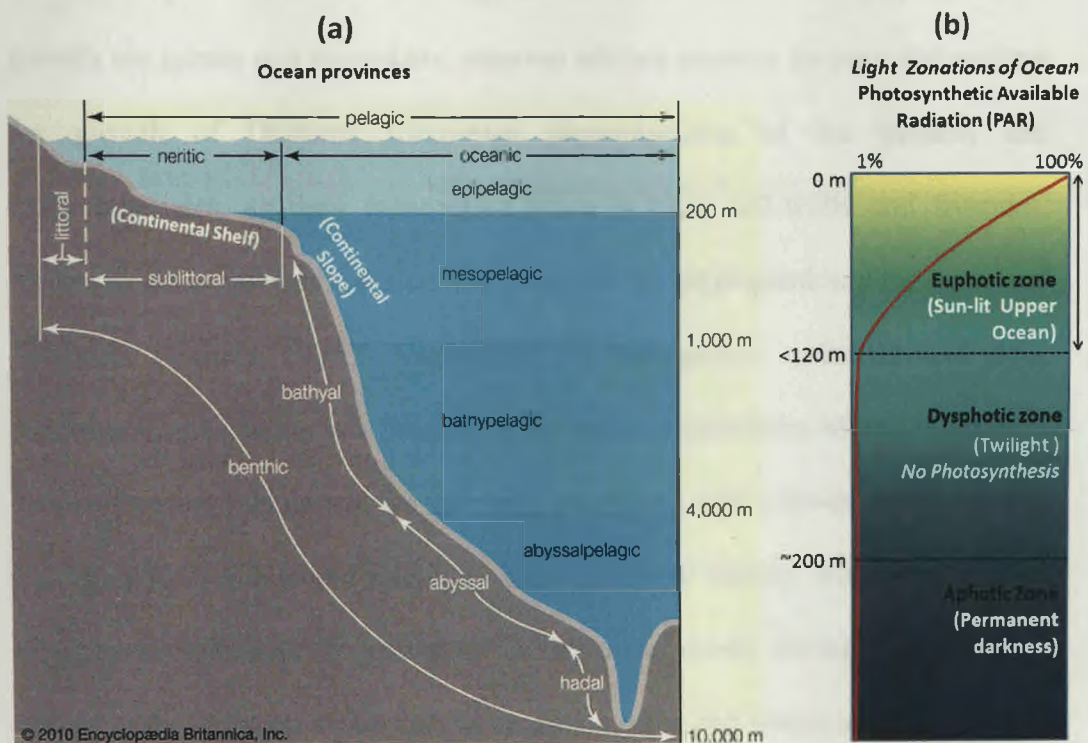 (a)
Ocean provinces
pelagic
neritic
oceanic
epipelagic
200 m
littoral
(Continental Shelf)
(Continental
Slope)
sublittoral
mesopelagic
1,000 m
bathyal
batnypelagic
benthic
4,000 m
abyssalpelagic
abyssal
hadal
10,000 m
© 2010 Encyclopædia Britannica, Inc.
(b)
Light Zonations of Ocean
Photosynthetic Available
Radiation (PAR)
1%
100%
0 m
Euphotic zone
(Sun-lit Upper
Ocean)
<120 m
Dysphotic zone
(Twilight )
No Photosynthesis
~200 m
Aphotic zone
(Permanent
darkness)